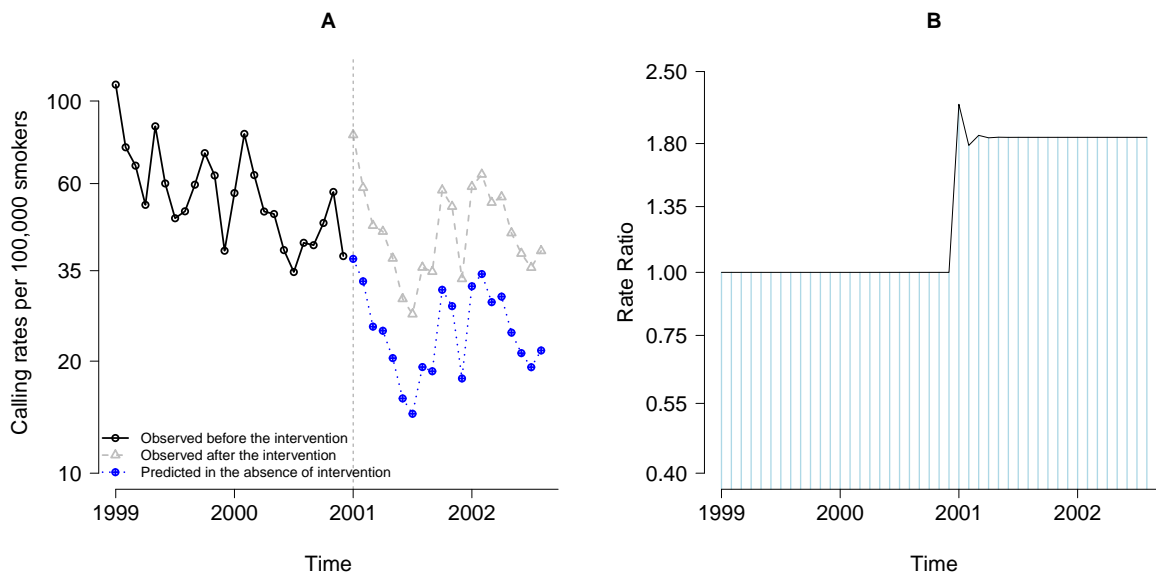 A
Calling rates per 100,000 smokers
100
60
35
20
10
Observed before the intervention
Observed after the intervention
Predicted in the absence of intervention
1999
2000
2001
2002
Time
B
Rate Ratio
2.50
1.80
1.35
1.00
0.75
0.55
0.40
1999
2000
2001
2002
Time